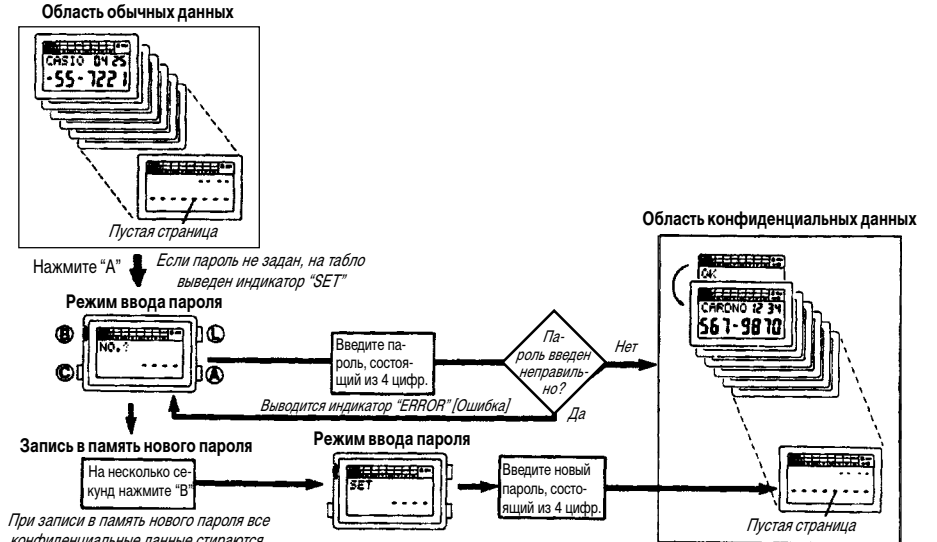 Область обычных данных
CASIO 04 25
-55-7221
Пустая страница
Нажмите “A”
Если пароль не задан, на табло
выведен индикатор “SET”
Режим ввода пароля
B
L
NO.?
C
A
Введите па-
роль, состоя-
щий из 4 цифр.
Па-
роль введен
неправиль-
но?
Нет
Да
Выводится индикатор “ERROR” [Ошибка]
Область конфиденциальных данных
OK
CARDNO 12 34
567-9870
Пустая страница
Запись в память нового пароля
На несколько се-
кунд нажмите “B”
При записи в память нового пароля все
конфиденциальные данные стираются
Режим ввода пароля
SET
Введите новый
пароль, состо-
ящий из 4 цифр.